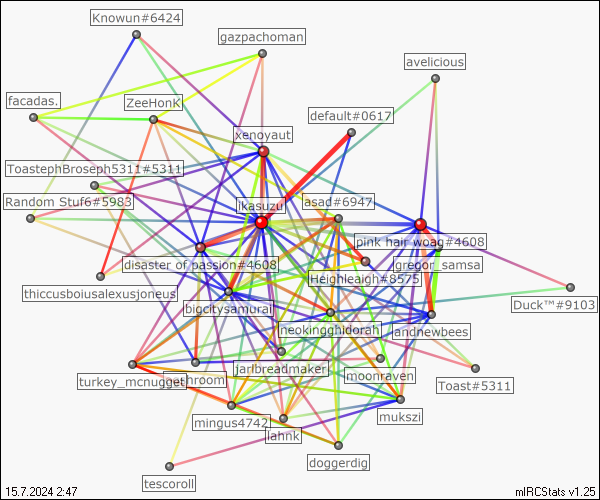 Knowun#6424
gazpachoman
avelicious
facadas.
ZeeHonK
default#0617
xenoyaut
ToastephBroseph5311#5311
Random_Stuf6#5983
ikasuzu
asad#6947
pink hair woag#4608
disaster of passion#4608
gregor_samsa
Heighleaigh#8575
thiccusboiusalexusjoneus
bigcitysamurai
Duck™#9103
neokingghidorah
andnewbees
jarlbreadmaker
moonraven
turkey_mcnugget
hroom
Toast#5311
mingus4742
mukszi
lahnk
doggerdig
tescoroll
15.7.2024 2:47
mIRCStats v1.25